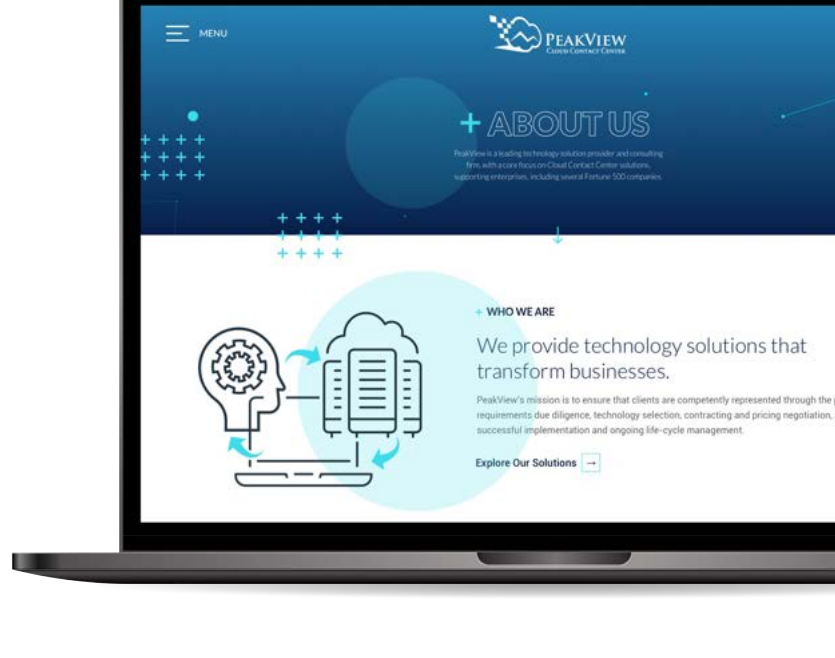 MENU
PEAKVIEW
CLOUD CONTACT CENTER
+ ABOUT US
PeakView is a leading technology solution provider and consulting
firm, with a core focus on Cloud Contact Center solutions,
supporting enterprises, including several Fortune 500 companies.
+ WHO WE ARE
We provide technology solutions that
transform businesses.
PeakView's mission is to ensure that clients are competently represented through the
requirements due diligence, technology selection, contracting and pricing negotiation,
successful implementation and ongoing life-cycle management.
Explore Our Solutions →